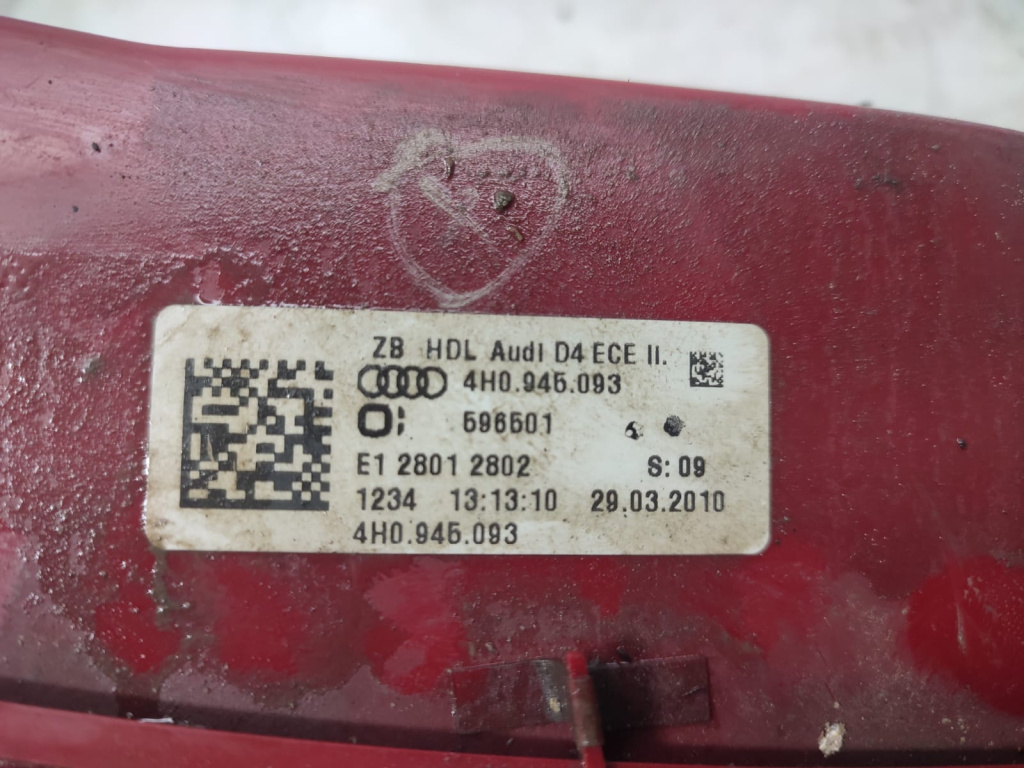 ZB HDL Audi D4 ECE II.
4H0.945.093
596501
E1 2801 2802 S: 09
1234 13:13:10 29.03.2010
4H0.945.093